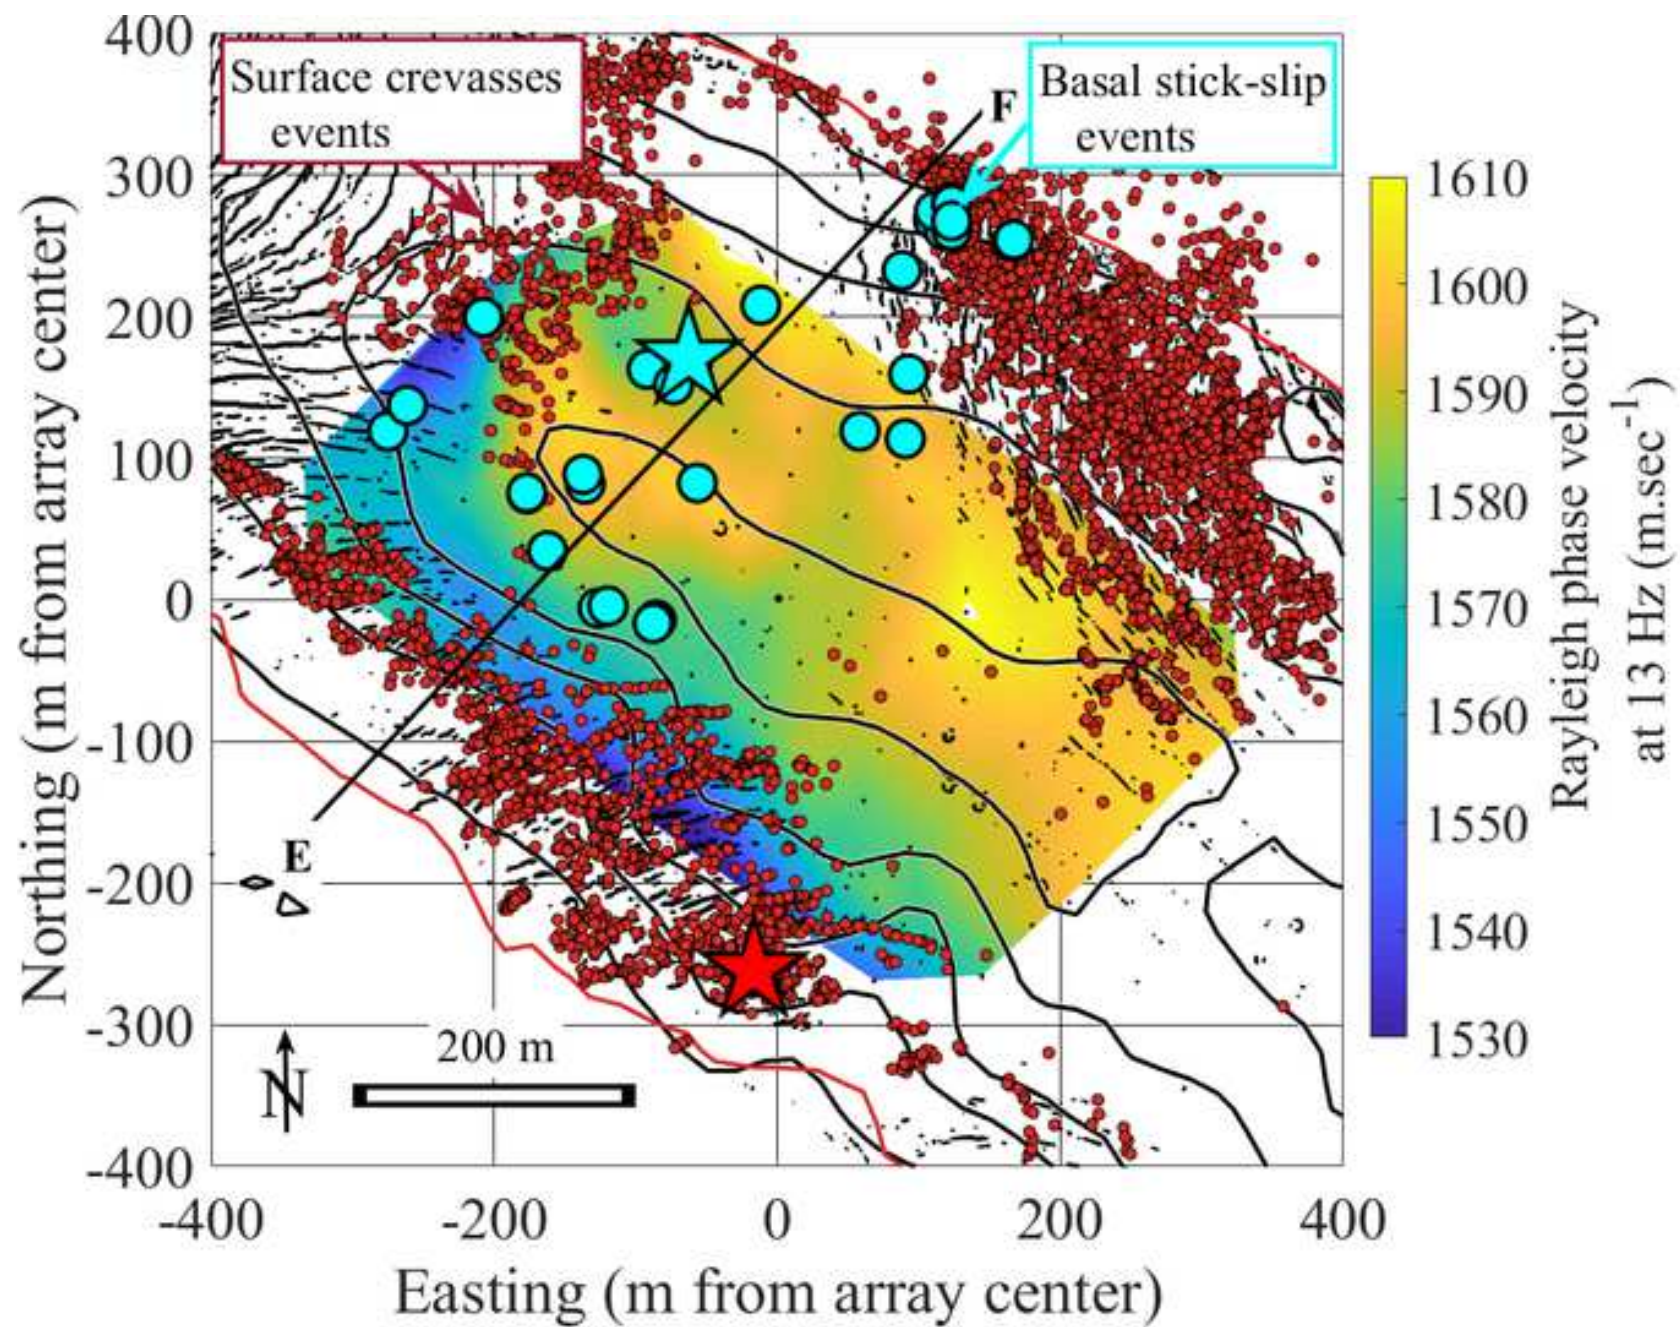 400
300
200
100
0
-100
-200
-300
-400
Northing (m from array center)
Surface crevasses
events
F
Basal stick-slip
events
E
N
200 m
-400
-200
0
200
400
Easting (m from array center)
1610
1600
1590
1580
1570
1560
1550
1540
1530
Rayleigh phase velocity
at 13 Hz (m.sec-1)